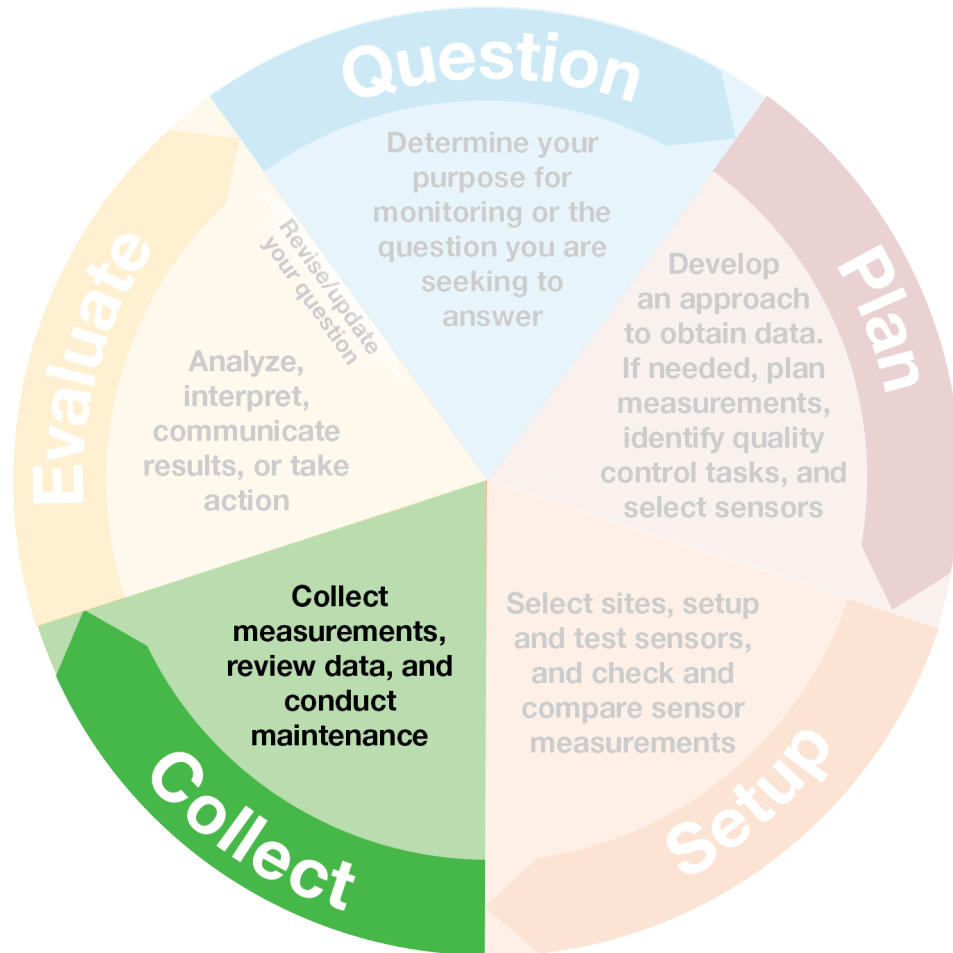 Question
Determine your
purpose for
monitoring or the
question you are
seeking to
answer
Plan
Develop
an approach
to obtain data.
If needed, plan
measurements,
identify quality
control tasks, and
select sensors
Setup
Select sites, setup
and test sensors,
and check and
compare sensor
measurements
Collect
Collect
measurements,
review data, and
conduct
maintenance
Evaluate
Analyze,
interpret,
communicate
results, or take
action
Revise/update
your question